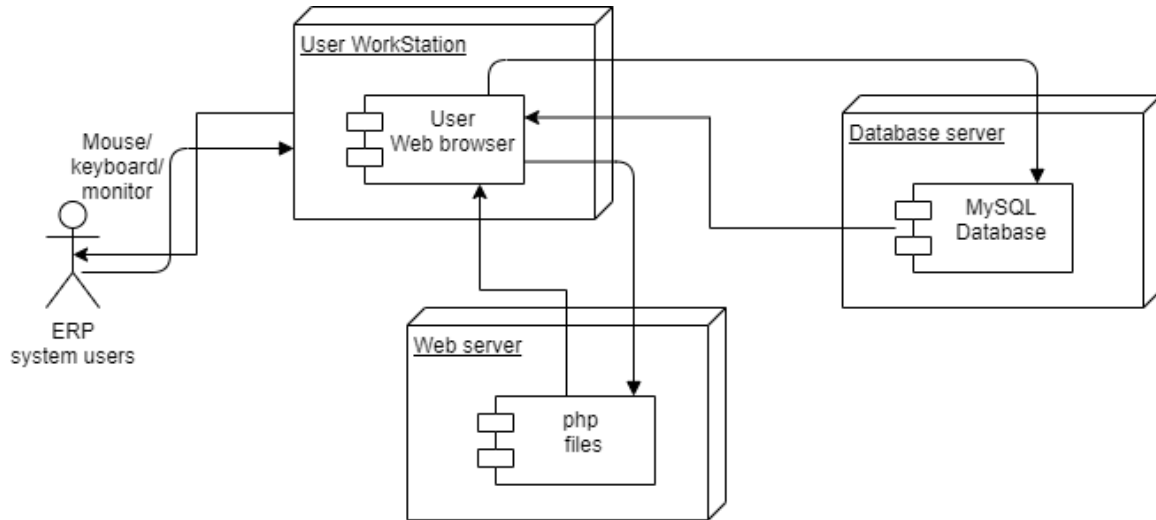 User WorkStation
User
Web browser
Mouse/
keyboard/
monitor
Database server
MySQL
Database
ERP
system users
Web server
php
files